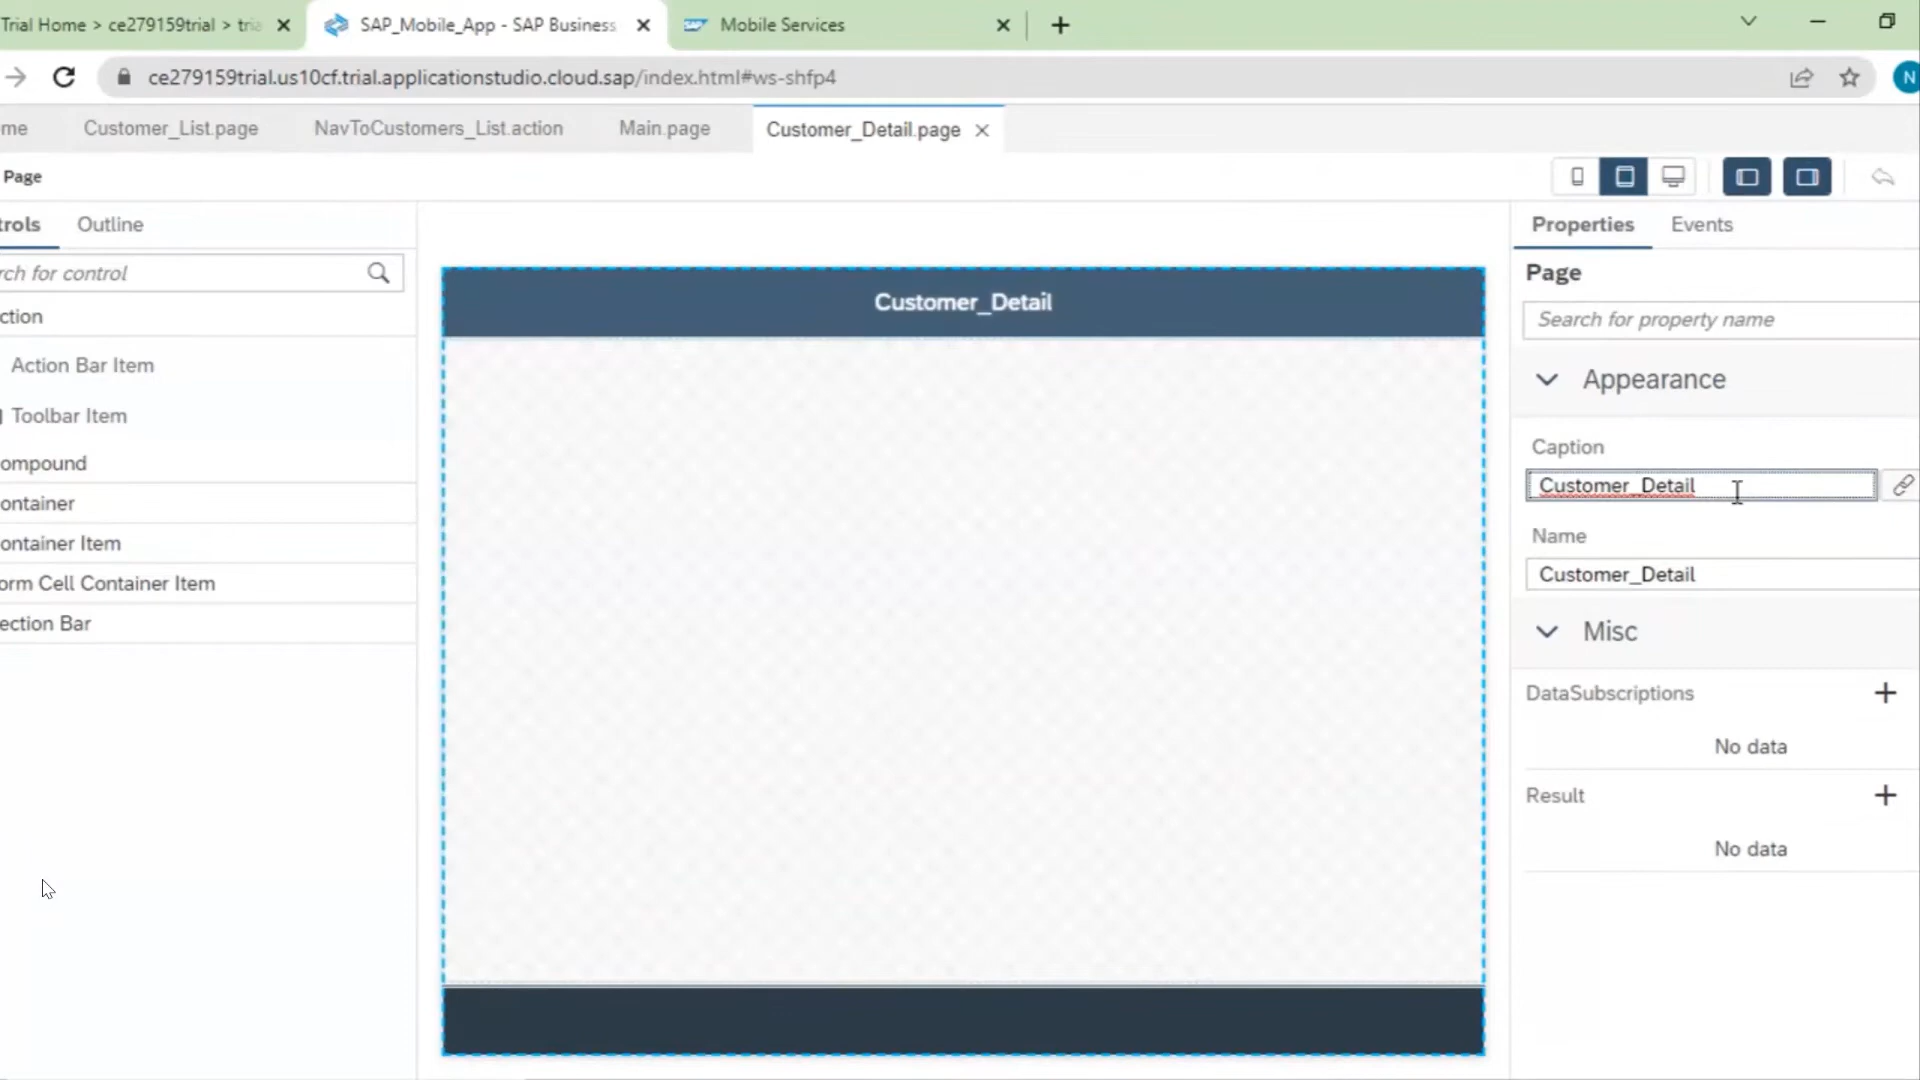 Trial Home > ce279159trial > tria
SAP_Mobile_App - SAP Business
Mobile Services
ce279159trial.us10cf.trial.applicationstudio.cloud.sap/index.html#ws-shfp4
N
me
Customer_List.page
NavToCustomers_List.action
Main.page
Customer_Detail.page
Page
trols
Outline
rch for control
ction
Action Bar Item
Toolbar Item
ompound
ontainer
ontainer Item
orm Cell Container Item
ection Bar
Customer_Detail
Properties
Events
Page
Search for property name
Appearance
Caption
Customer_Detail
Name
Customer_Detail
Misc
DataSubscriptions
No data
Result
No data